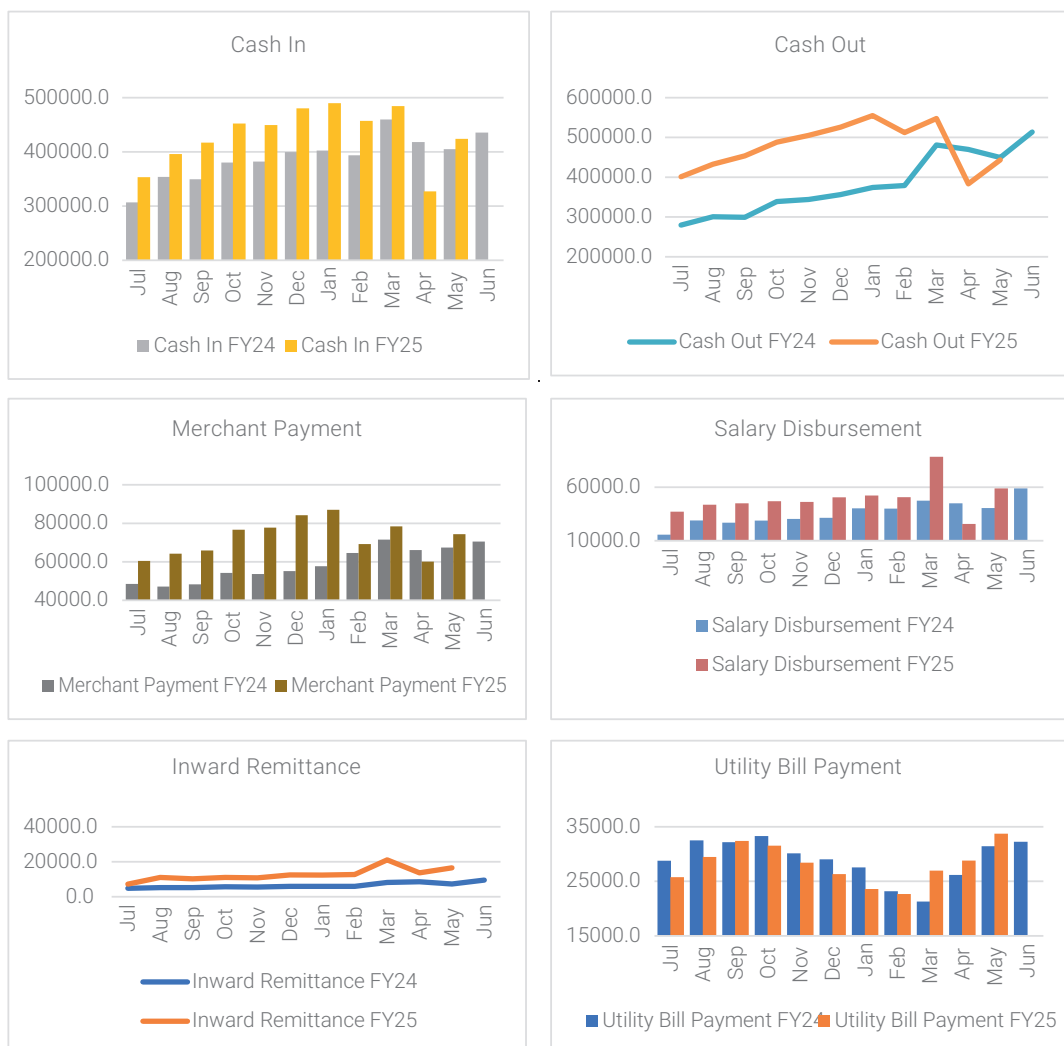 Cash In
500000.0
400000.0
300000.0
200000.0
Jul Aug Sep Oct Nov Dec Jan Feb Mar Apr May Jun
Cash In FY24 Cash In FY25
Cash Out
600000.0
500000.0
400000.0
300000.0
200000.0
Jul Aug Sep Oct Nov Dec Jan Feb Mar Apr May Jun
Cash Out FY24 Cash Out FY25
.
Merchant Payment
100000.0
80000.0
60000.0
40000.0
Jul Aug Sep Oct Nov Dec Jan Feb Mar Apr May Jun
Merchant Payment FY24 Merchant Payment FY25
Salary Disbursement
60000.0
10000.0
Jul Aug Sep Oct Nov Dec Jan Feb Mar Apr May Jun
Salary Disbursement FY24
Salary Disbursement FY25
Inward Remittance
40000.0
20000.0
0.0
Jul Aug Sep Oct Nov Dec Jan Feb Mar Apr May Jun
Inward Remittance FY24
Inward Remittance FY25
Utility Bill Payment
35000.0
25000.0
15000.0
Jul Aug Sep Oct Nov Dec Jan Feb Mar Apr May Jun
Utility Bill Payment FY24 Utility Bill Payment FY25